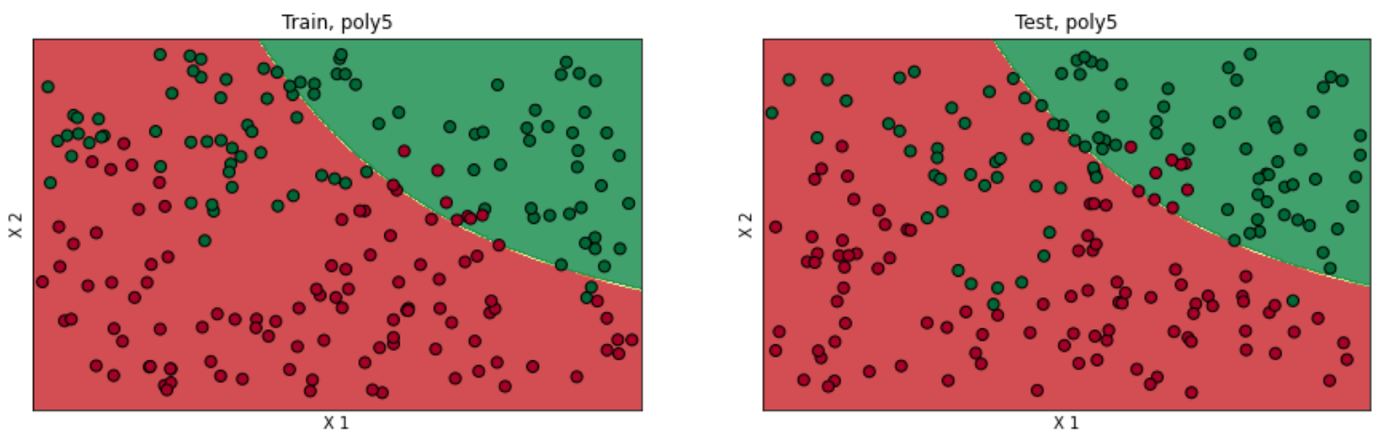 Train, poly5
X 2
X 1
Test, poly5
X 2
X 1